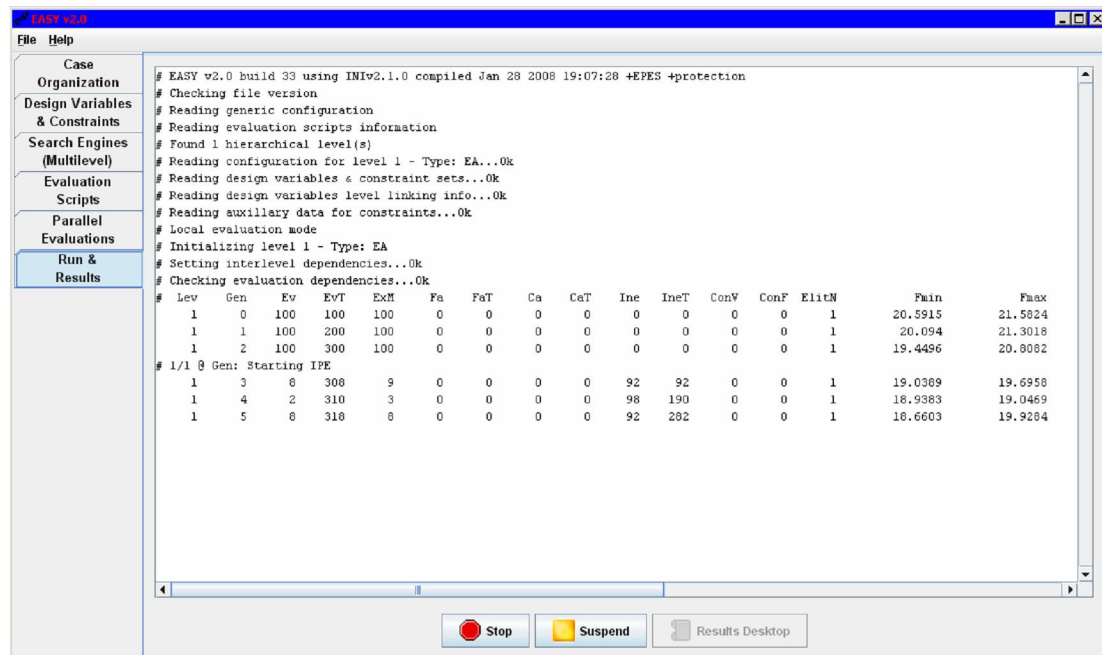 EASY v2.0
File Help
Case
Organization
Design Variables
& Constraints
Search Engines
(Multilevel)
Evaluation
Scripts
Parallel
Evaluations
Run &
Results
# EASY v2.0 build 33 using INIv2.1.0 compiled Jan 28 2008 19:07:28 +EPES +protection
# Checking file version
# Reading generic configuration
# Reading evaluation scripts information
# Found 1 hierarchical level(s)
# Reading configuration for level 1 - Type: EA...Ok
# Reading design variables & constraint sets...Ok
# Reading design variables level linking info...Ok
# Reading auxillary data for constraints...Ok
# Local evaluation mode
# Initializing level 1 - Type: EA
# Setting interlevel dependencies...Ok
# Checking evaluation dependencies...Ok
# Lev Gen Ev EvT ExM Fa FaT Ca CaT Ine IneT ConV ConF ElitN Fmin Fmax
1 0 100 100 100 0 0 0 0 0 0 0 0 1 20.5915 21.5824
1 1 100 200 100 0 0 0 0 0 0 0 0 1 20.094 21.3018
1 2 100 300 100 0 0 0 0 0 0 0 0 1 19.4496 20.8082
# 1/1 @ Gen: Starting IPE
1 3 8 308 9 0 0 0 0 92 92 0 0 1 19.0389 19.6958
1 4 2 310 3 0 0 0 0 98 190 0 0 1 18.9383 19.0469
1 5 8 318 8 0 0 0 0 92 282 0 0 1 18.6603 19.9284
Stop Suspend Results Desktop